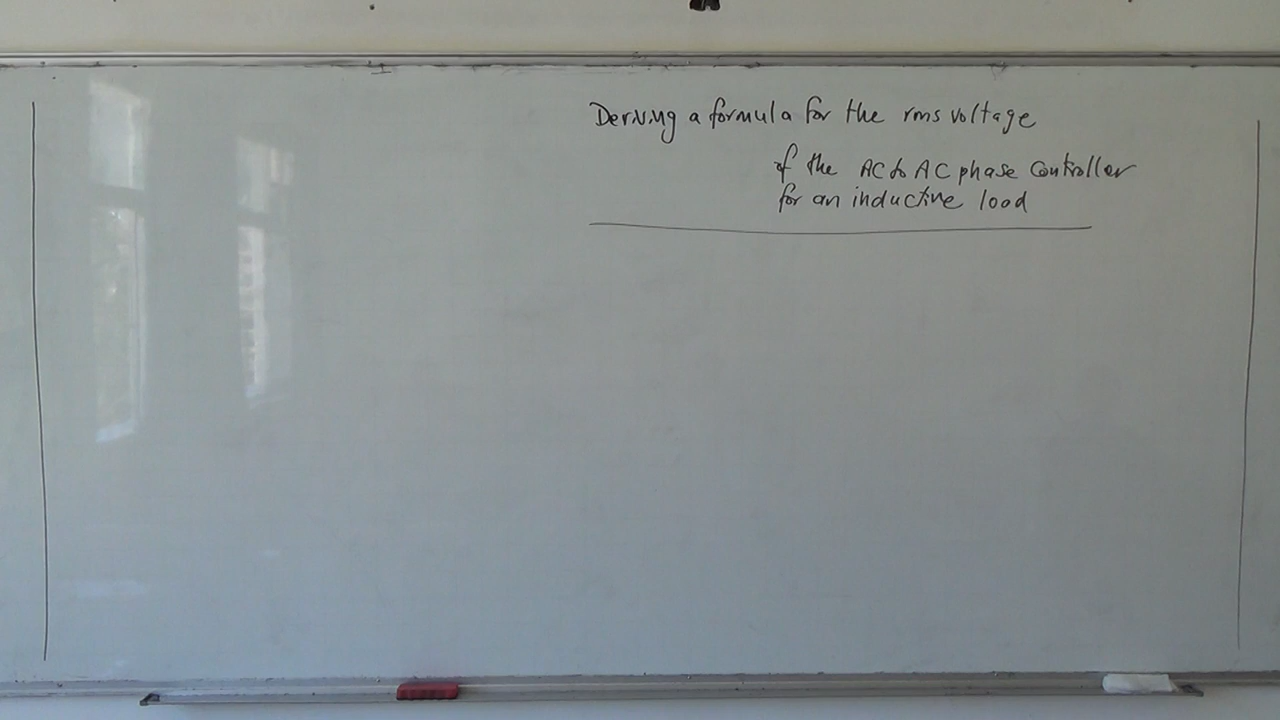 Deriving a formula for the rms voltage
of the AC to AC phase Controller
for an inductive load